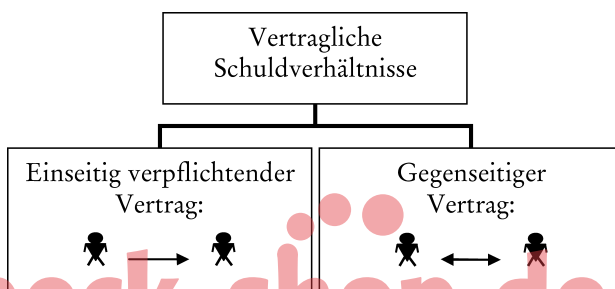 Vertragliche
Schuldverhältnisse
Einseitig verpflichtender
Vertrag:
Gegenseitiger
Vertrag: